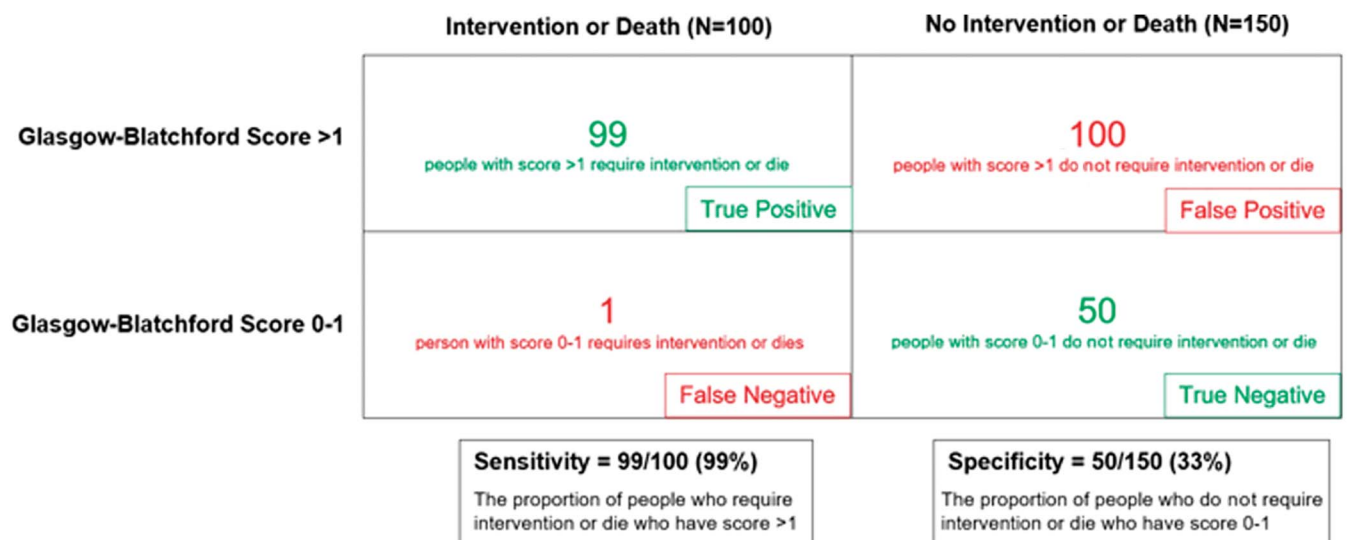 Intervention or Death (N=100)
No Intervention or Death (N=150)
Glasgow-Blatchford Score >1
99
people with score >1 require intervention or die
True Positive
100
people with score >1 do not require intervention or die
False Positive
Glasgow-Blatchford Score 0-1
1
person with score 0-1 requires intervention or dies
False Negative
50
people with score 0-1 do not require intervention or die
True Negative
Sensitivity = 99/100 (99%)
The proportion of people who require
intervention or die who have score >1
Specificity = 50/150 (33%)
The proportion of people who do not require
intervention or die who have score 0-1